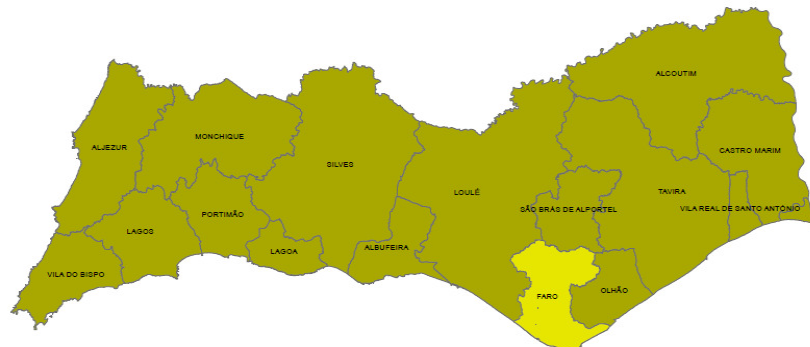 ALCOUTIM
ALJEZUR
MONCHIQUE
CASTRO MARIM
SILVES
LOULÉ
TAVIRA
SÃO BRÁS DE ALPORTEL
VILA REAL DE SANTO ANTÓNIO
PORTIMÃO
LAGOS
ALBUFEIRA
LAGOA
VILA DO BISPO
OLHÃO
FARO